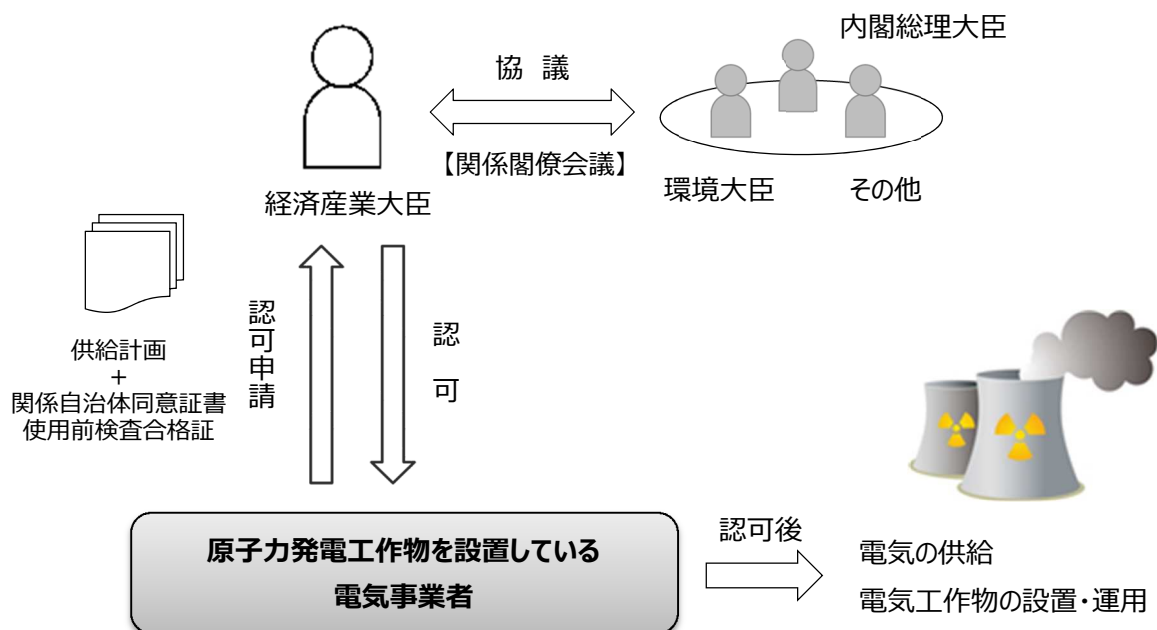 内閣総理大臣
協 議
【関係閣僚会議】
環境大臣
その他
経済産業大臣
認可申請
認 可
供給計画
+
関係自治体同意証書
使用前検査合格証
原子力発電工作物を設置している
電気事業者
認可後
電気の供給
電気工作物の設置・運用